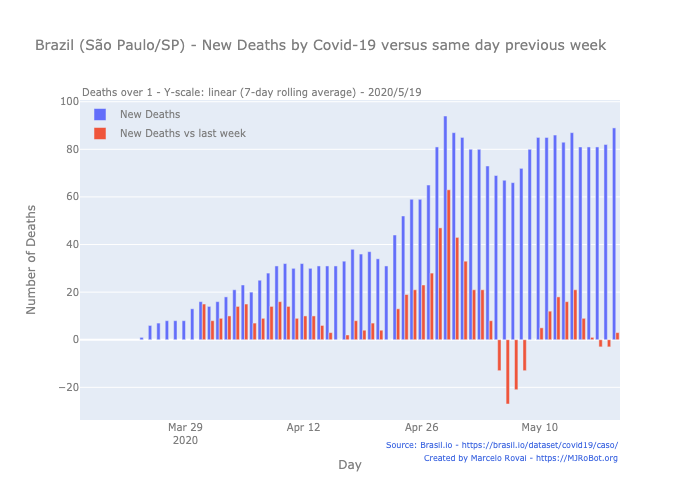 Brazil (São Paulo/SP) - New Deaths by Covid-19 versus same day previous week
Deaths over 1 - Y-scale: linear (7-day rolling average) - 2020/5/19
New Deaths
New Deaths vs last week
100
80
60
40
20
0
−20
Number of Deaths
Mar 29
2020
Apr 12
Apr 26
May 10
Day
Source: Brasil.io - https://brasil.io/dataset/covid19/caso/
Created by Marcelo Rovai - https://MJRoBot.org